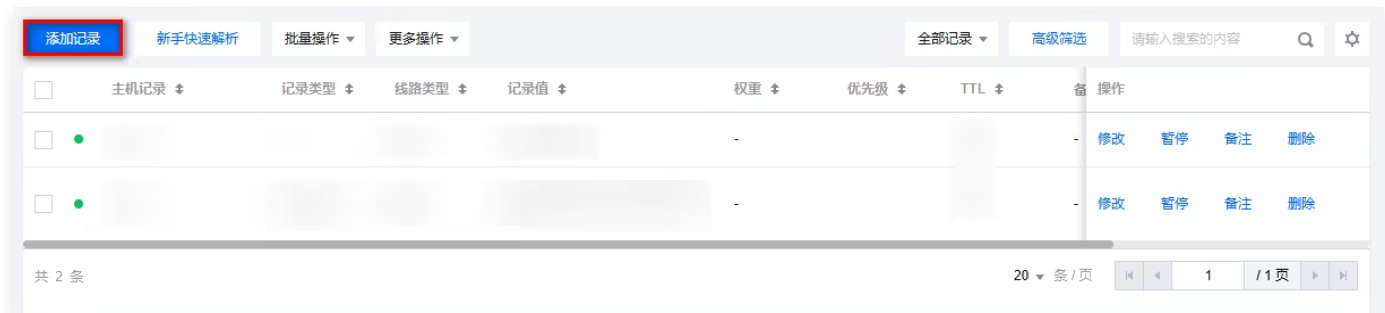 添加记录 新手快速解析 批量操作 更多操作 全部记录 高级筛选 请输入搜索的内容
主机记录 记录类型 线路类型 记录值 权重 优先级 TTL 操作
- - 修改 暂停 备注 删除
- - 修改 暂停 备注 删除
共 2 条 20 条 / 页 1 / 1 页